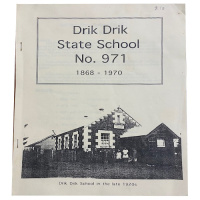 Drik Drik
State School
No. 971
1868 - 1970
Drik Drik School in the late 1920s